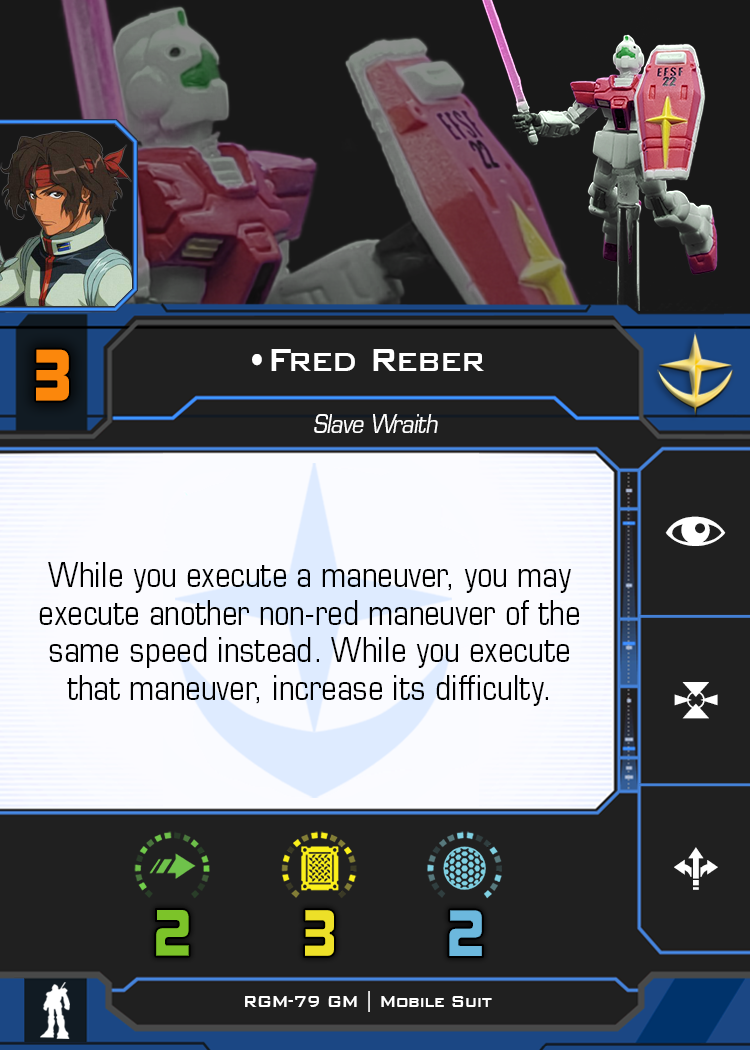 EFSF
22
EFSF
22
3
• Fred Reber
Slave Wraith
While you execute a maneuver, you may
execute another non-red maneuver of the
same speed instead. While you execute
that maneuver, increase its difficulty.
2 3 2
RGM-79 GM | Mobile Suit